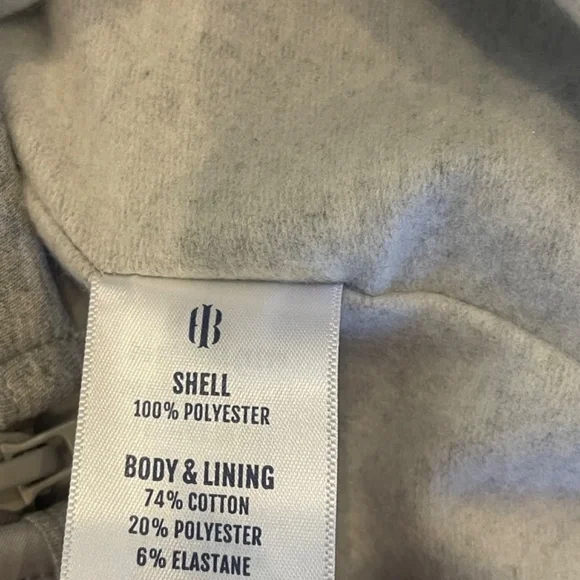 SHELL
100% POLYESTER
BODY & LINING
74% COTTON
20% POLYESTER
6% ELASTANE